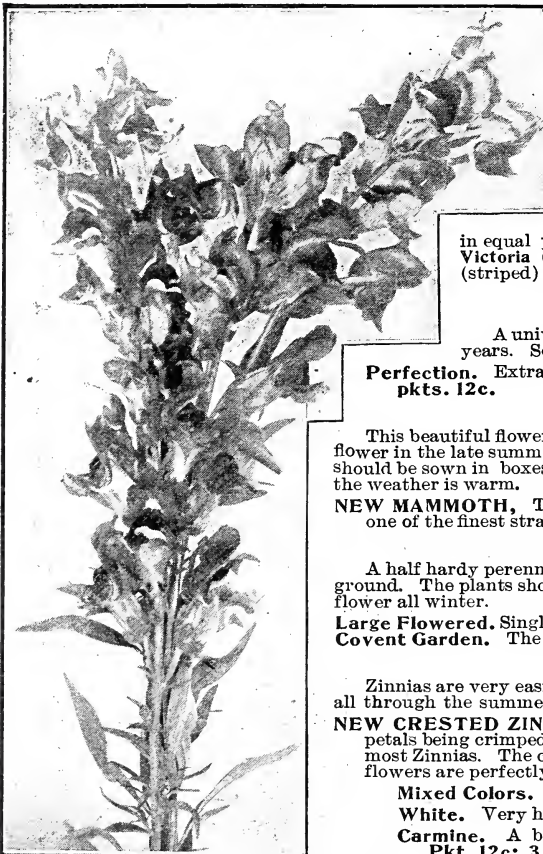 in equal
Victoria
(striped)
A uni
years. S
Perfection. Extra
pkts. 12c.
This beautiful flower
flower in the late summ
should be sown in boxes
the weather is warm.
NEW MAMMOTH, T
one of the finest stra
A half hardy perenn
ground. The plants sho
flower all winter.
Large Flowered. Singl
Covent Garden. The
Zinnias are very eas
all through the summe
NEW CRESTED ZIN
petals being crimped
most Zinnias. The c
flowers are perfectly
Mixed Colors.
White. Very h
Carmine. A b
Pkt. 12c; 3